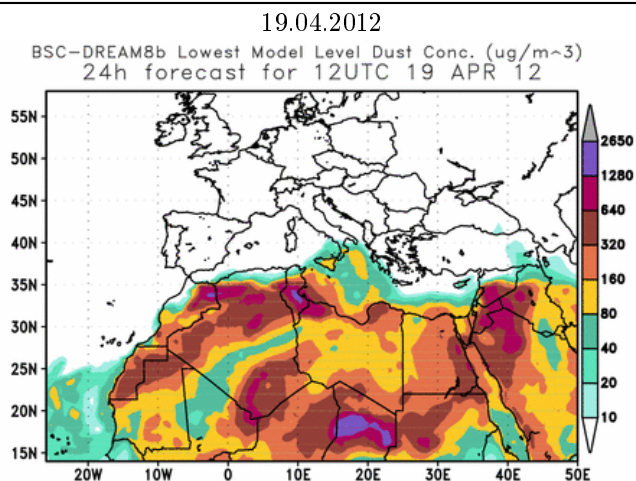 19.04.2012
BSC-DREAM8b Lowest Model Level Dust Conc. (ug/m^3)
24h forecast for 12UTC 19 APR 12
55N
50N
45N
40N
35N
30N
25N
20N
15N
20W 10W 0 10E 20E 30E 40E 50E
2650
1280
640
320
160
80
40
20
10